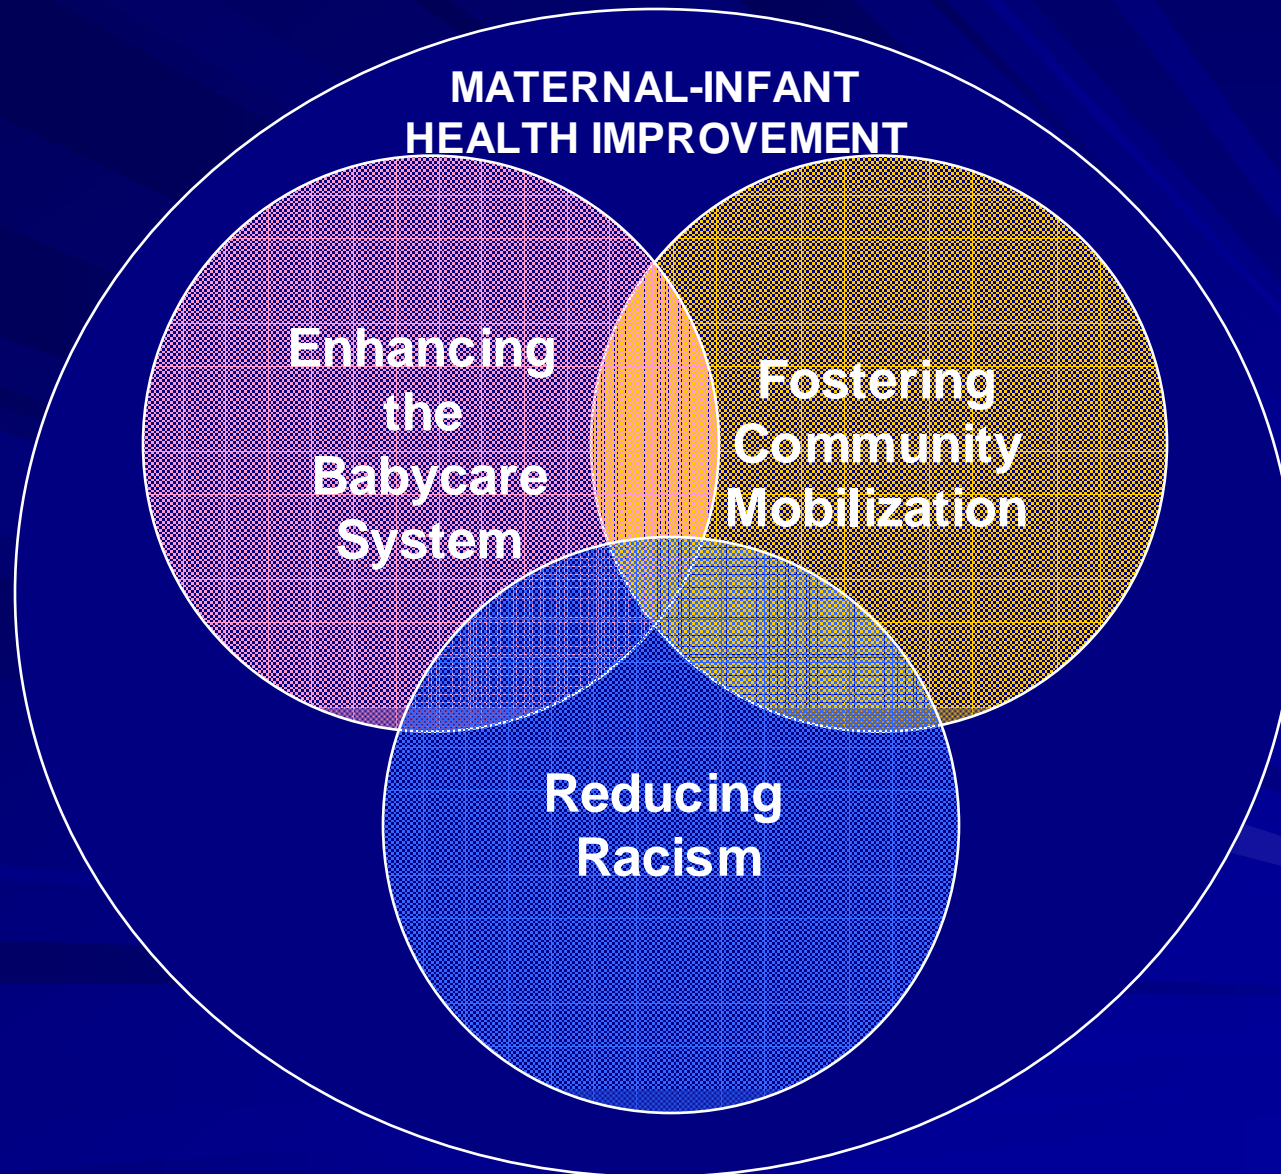 MATERNAL-INFANT
HEALTH IMPROVEMENT
Enhancing
the
Babycare
System
Fostering
Community
Mobilization
Reducing
Racism